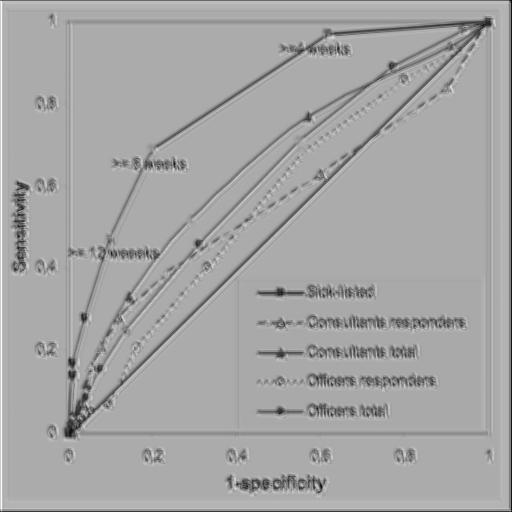 1
>=4 weeks
0,8
>= 8 weeks
0,6
Sensitivity
>= 12 weeks
0,4
Sick-listed
Consultants responders
Consultants total
Officers responders
Officers total
0,2
0
0 0,2 0,4 0,6 0,8 1
1-specificity